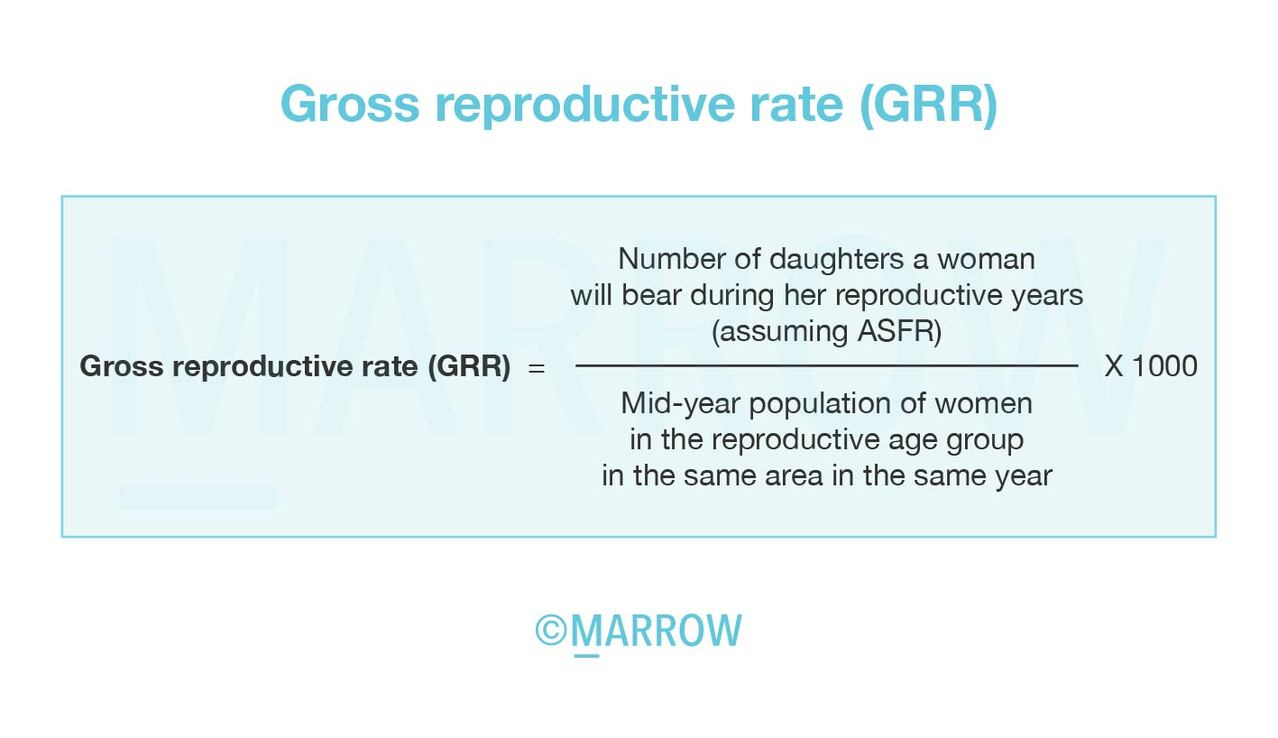 Gross reproductive rate (GRR)
Number of daughters a woman
will bear during her reproductive years
(assuming ASFR)
Gross reproductive rate (GRR) = X 1000
Mid-year population of women
in the reproductive age group
in the same area in the same year
MARROW
©MARROW